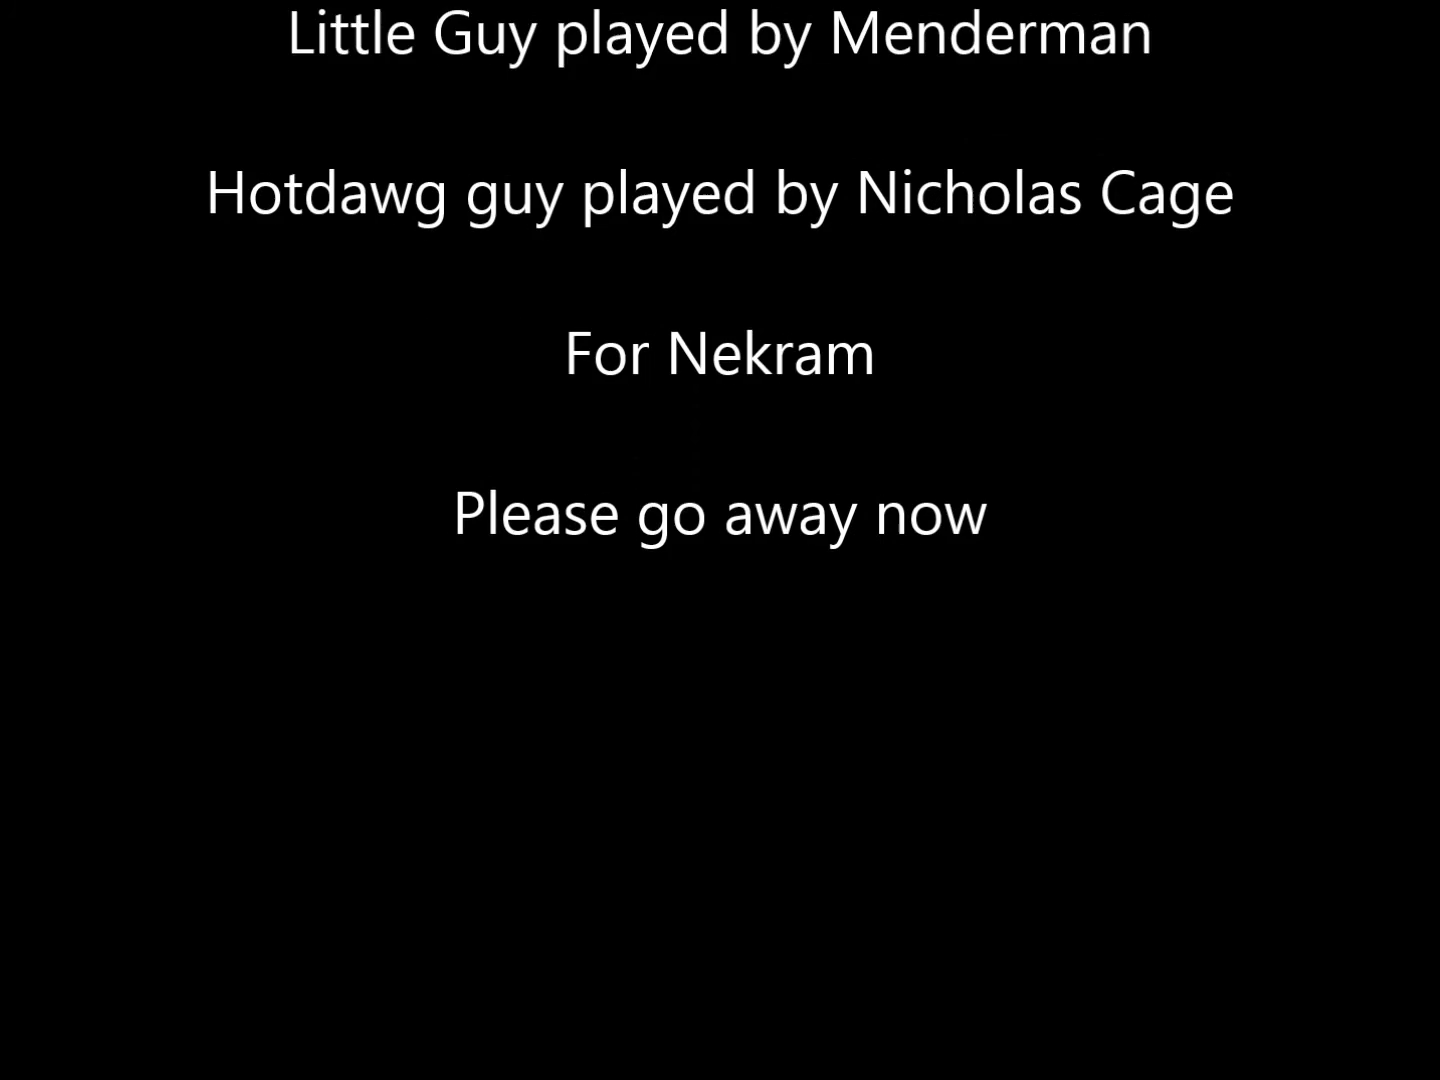 Little Guy played by Menderman
Hotdawg guy played by Nicholas Cage
For Nekram
Please go away now